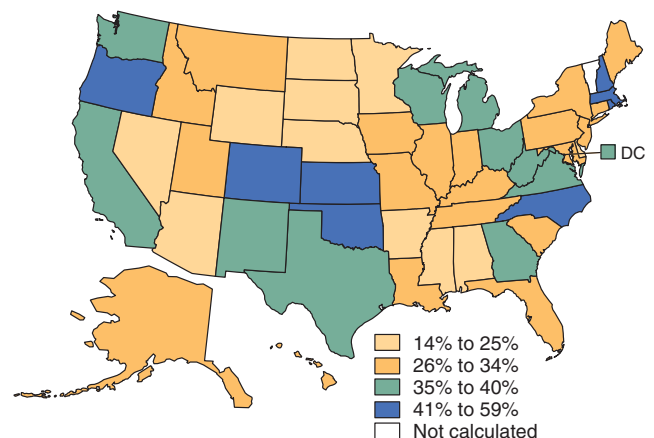 DC
14% to 25%
26% to 34%
35% to 40%
41% to 59%
Not calculated